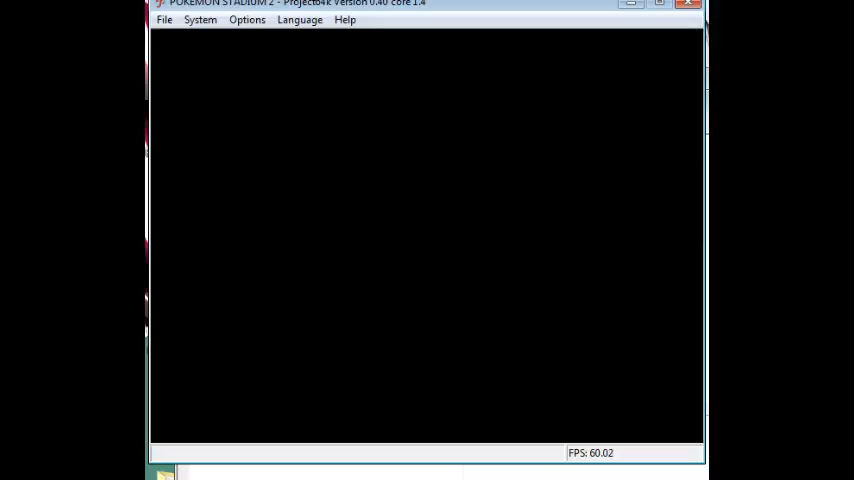 POKEMON STADIUM 2 - Project64k Version 0.40 core 1.4
File System Options Language Help
FPS: 60.02